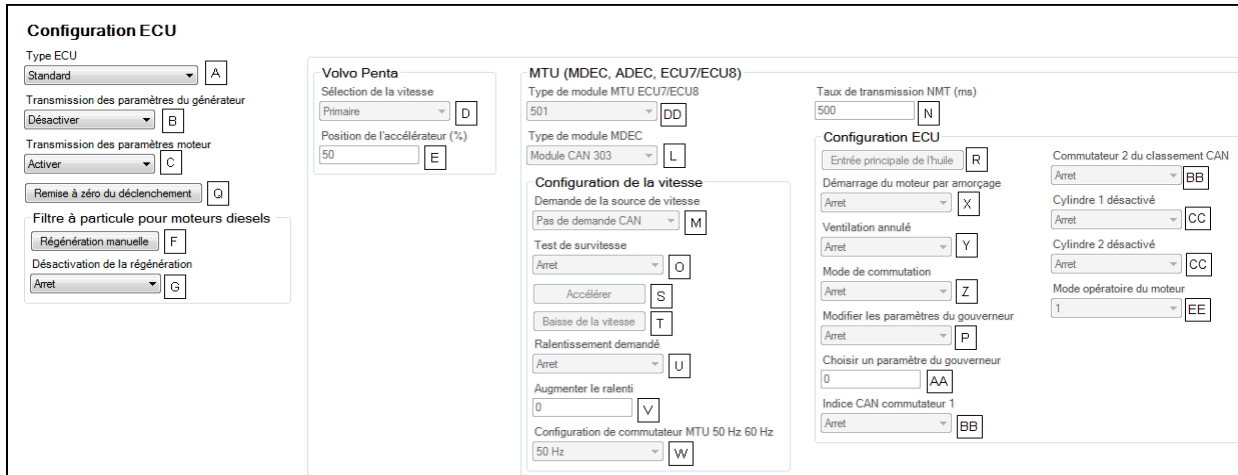 Configuration ECU
Type ECU
Standard A
Transmission des paramètres du générateur
Désactiver B
Transmission des paramètres moteur
Activer C
Remise à zéro du déclenchement Q
Filtre à particule pour moteurs diesels
Régénération manuelle F
Désactivation de la régénération
Arret G
Volvo Penta
Sélection de la vitesse
Primaire D
Position de l'accélérateur (%)
50 E
MTU (MDEC, ADEC, ECU7/ECU8)
Type de module MTU ECU7/ECU8
501 DD
Type de module MDEC
Module CAN 303 L
Configuration de la vitesse
Demande de la source de vitesse
Pas de demande CAN M
Test de survitesse
Arret O
Accélérer S
Baisse de la vitesse T
Ralentissement demandé
Arret U
Augmenter le ralenti
0 V
Configuration de commutateur MTU 50 Hz 60 Hz
50 Hz W
Taux de transmission NMT (ms)
500 N
Configuration ECU
Entrée principale de l'huile R
Démarrage du moteur par amorçage
Arret X
Ventilation annulé
Arret Y
Mode de commutation
Arret Z
Modifier les paramètres du gouverneur
Arret P
Choisir un paramètre du gouverneur
0 AA
Indice CAN commutateur 1
Arret BB
Commutateur 2 du classement CAN
Arret BB
Cylindre 1 désactivé
Arret CC
Cylindre 2 désactivé
Arret CC
Mode opératoire du moteur
1 EE